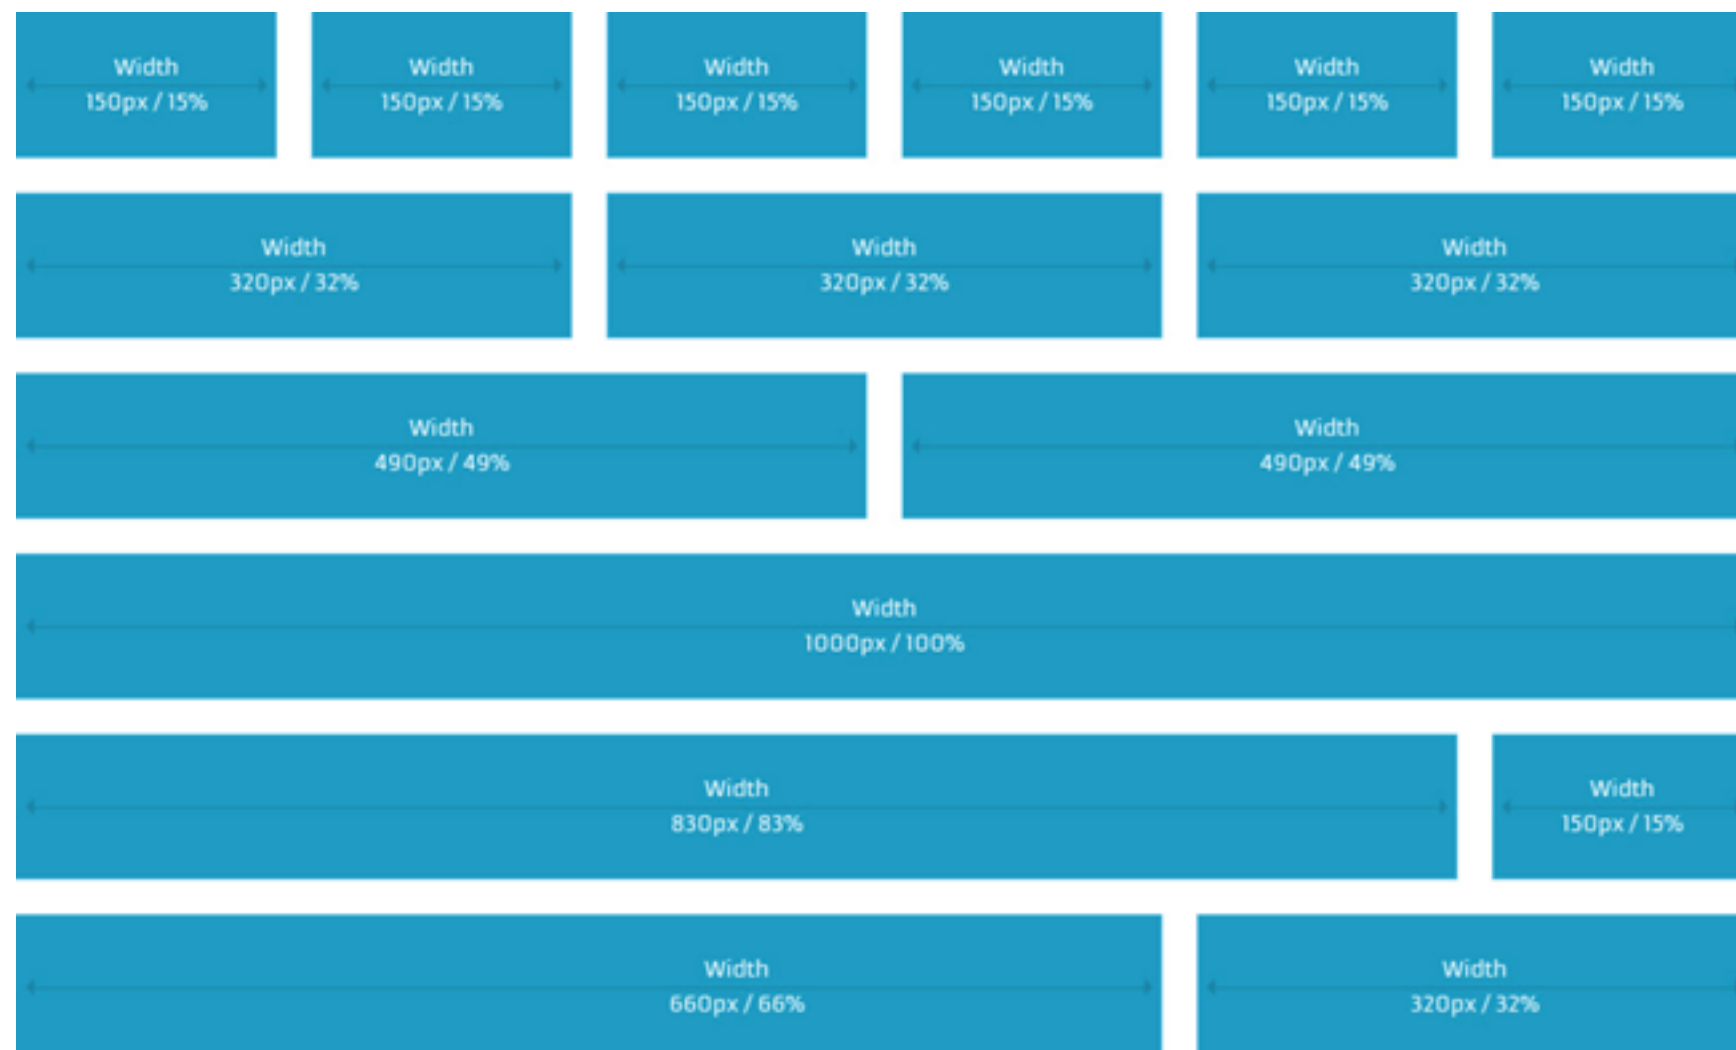 Width
150px / 15%
Width
150px / 15%
Width
150px / 15%
Width
150px / 15%
Width
150px / 15%
Width
150px / 15%
Width
320px / 32%
Width
320px / 32%
Width
320px / 32%
Width
490px / 49%
Width
490px / 49%
Width
1000px / 100%
Width
830px / 83%
Width
150px / 15%
Width
660px / 66%
Width
320px / 32%